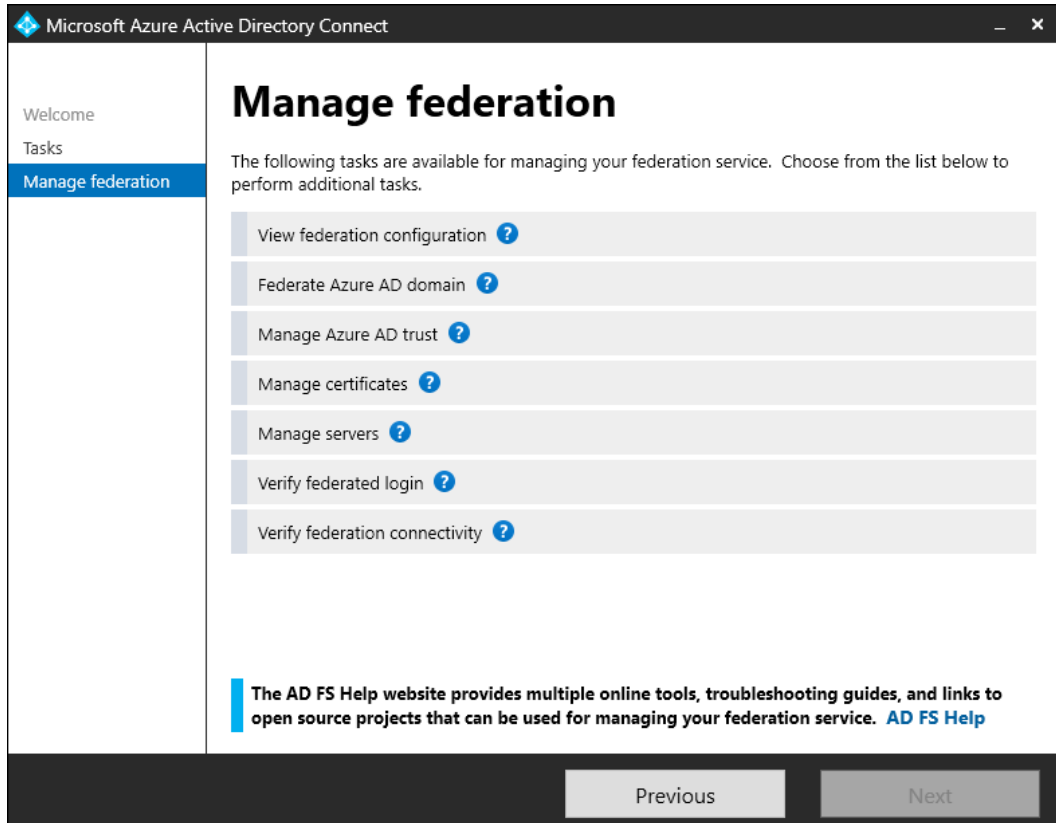 Microsoft Azure Active Directory Connect
Welcome
Tasks
Manage federation
Manage federation
The following tasks are available for managing your federation service. Choose from the list below to
perform additional tasks.
View federation configuration ?
Federate Azure AD domain ?
Manage Azure AD trust ?
Manage certificates ?
Manage servers ?
Verify federated login ?
Verify federation connectivity ?
The AD FS Help website provides multiple online tools, troubleshooting guides, and links to
open source projects that can be used for managing your federation service. AD FS Help
Previous
Next